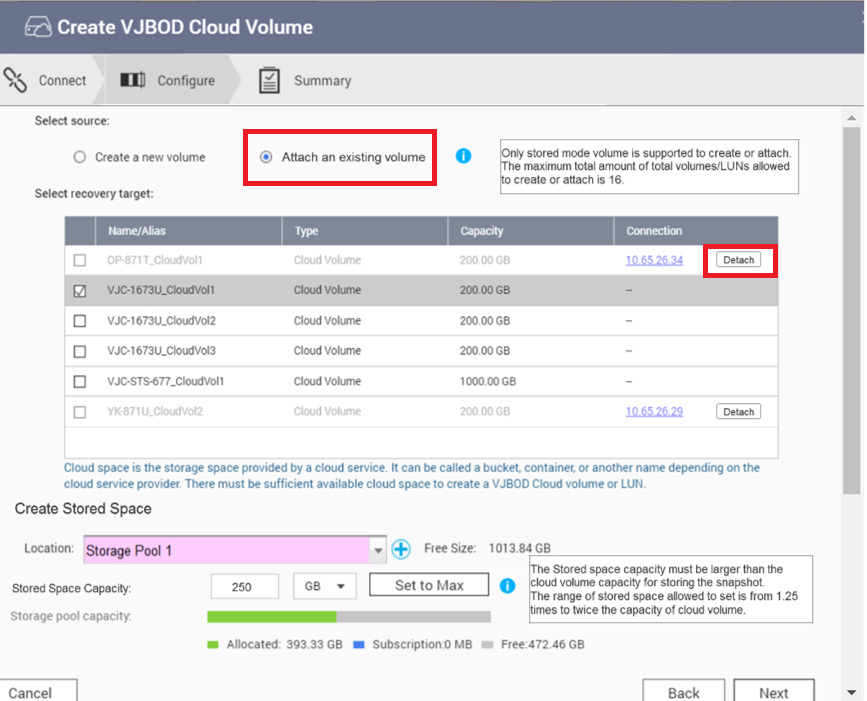 Create VJBOD Cloud Volume
Connect Configure Summary
Select source:
Create a new volume Attach an existing volume
Only stored mode volume is supported to create or attach.
The maximum total amount of total volumes/LUNs allowed
to create or attach is 16.
Select recovery target:
Name/Alias Type Capacity Connection
OP-871T_CloudVol1 Cloud Volume 200.00 GB 10.65.26.34 Detach
VJC-1673U_CloudVol1 Cloud Volume 200.00 GB --
VJC-1673U_CloudVol2 Cloud Volume 200.00 GB --
VJC-1673U_CloudVol3 Cloud Volume 200.00 GB --
VJC-STS-677_CloudVol1 Cloud Volume 1000.00 GB --
YK-871U_CloudVol2 Cloud Volume 200.00 GB 10.65.26.29 Detach
Cloud space is the storage space provided by a cloud service. It can be called a bucket, container, or another name depending on the
cloud service provider. There must be sufficient available cloud space to create a VJBOD Cloud volume or LUN.
Create Stored Space
Location: Storage Pool 1 Free Size: 1013.84 GB
Stored Space Capacity: 250 GB Set to Max
The Stored space capacity must be larger than the
cloud volume capacity for storing the snapshot.
The range of stored space allowed to set is from 1.25
times to twice the capacity of cloud volume.
Storage pool capacity:
Allocated: 393.33 GB Subscription:0 MB Free:472.46 GB
Cancel Back Next